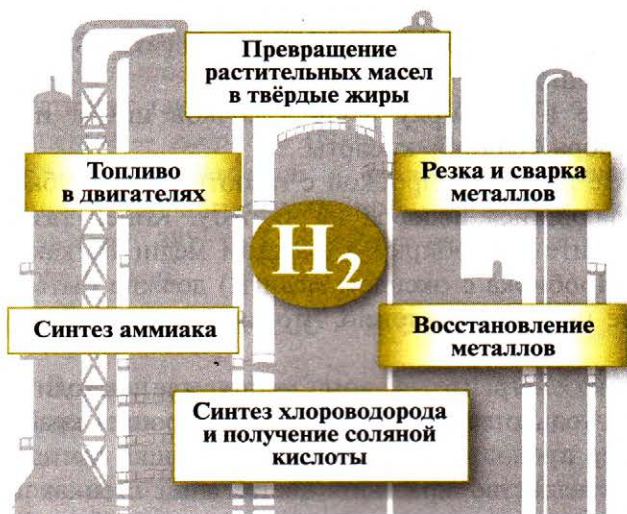 Превращение
растительных масел
в твёрдые жиры
Топливо
в двигателях
Резка и сварка
металлов
H₂
Синтез аммиака
Восстановление
металлов
Синтез хлороводорода
и получение соляной
кислоты